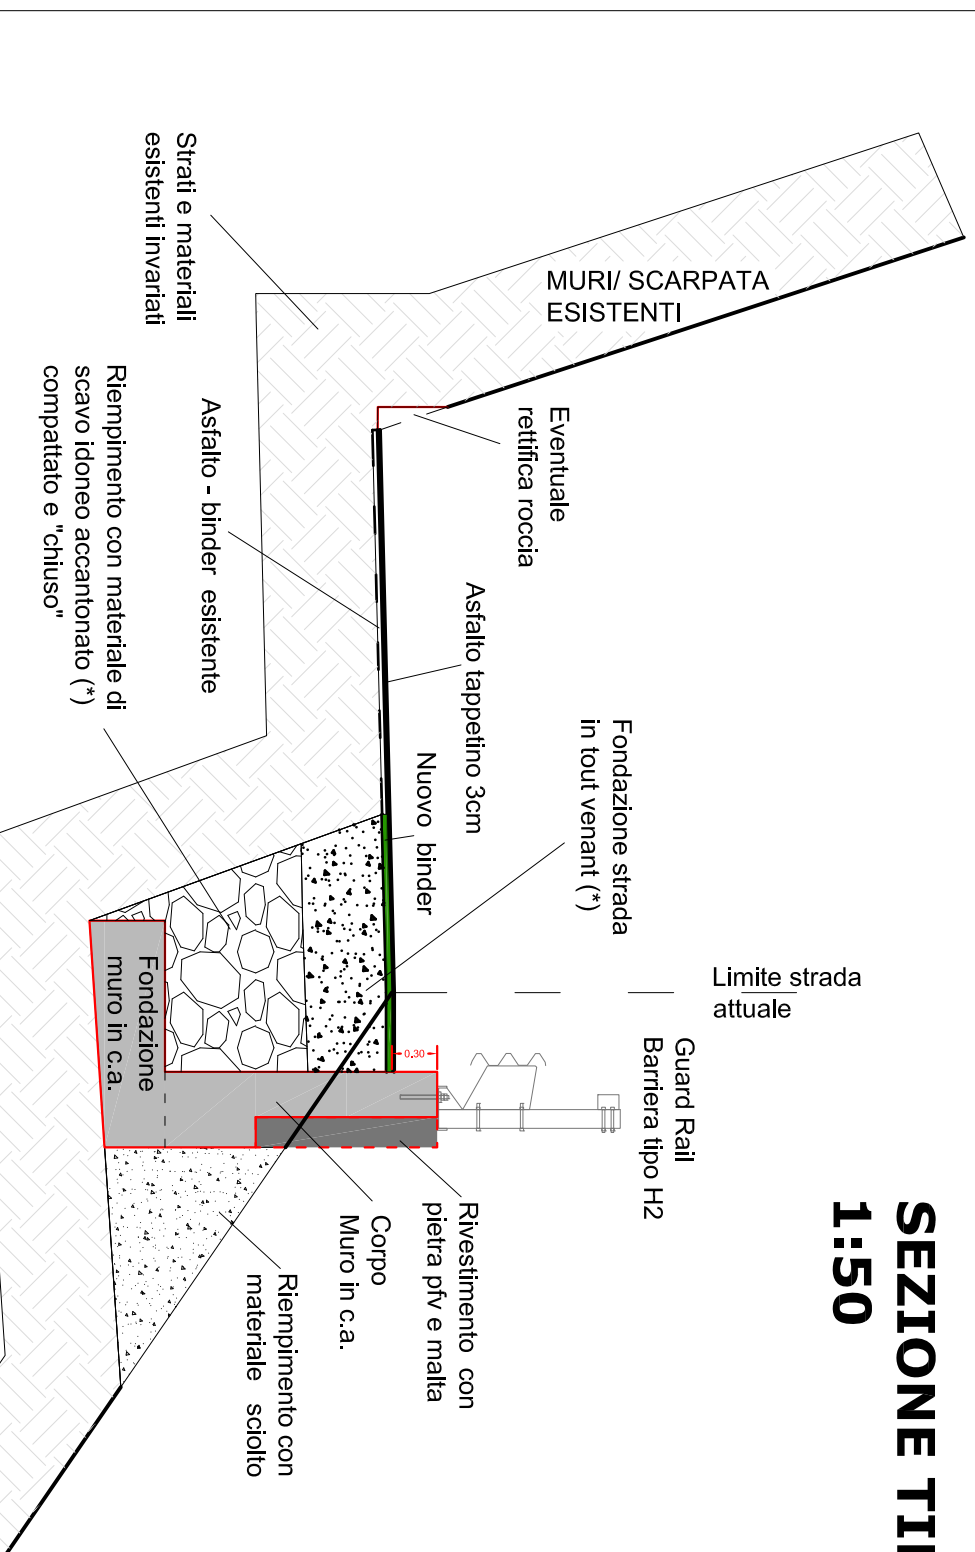 SEZIONE
1:50
MURI/ SCARPATA
ESISTENTI
Strati e materiali
esistenti invariati
Eventuale
rettifica roccia
Asfalto - binder esistente
Riempimento con materiale di
scavo idoneo accantonato (*)
compattato e "chiuso"
Asfalto tappetino 3cm
Nuovo binder
Fondazione strada
in tout venant (*)
Limite strada
attuale
Guard Rail
Barriera tipo H2
0.30
Fondazione
muro in c.a.
Rivestimento con
pietra pfv e malta
Corpo
Muro in c.a.
Riempimento con
materiale sciolto